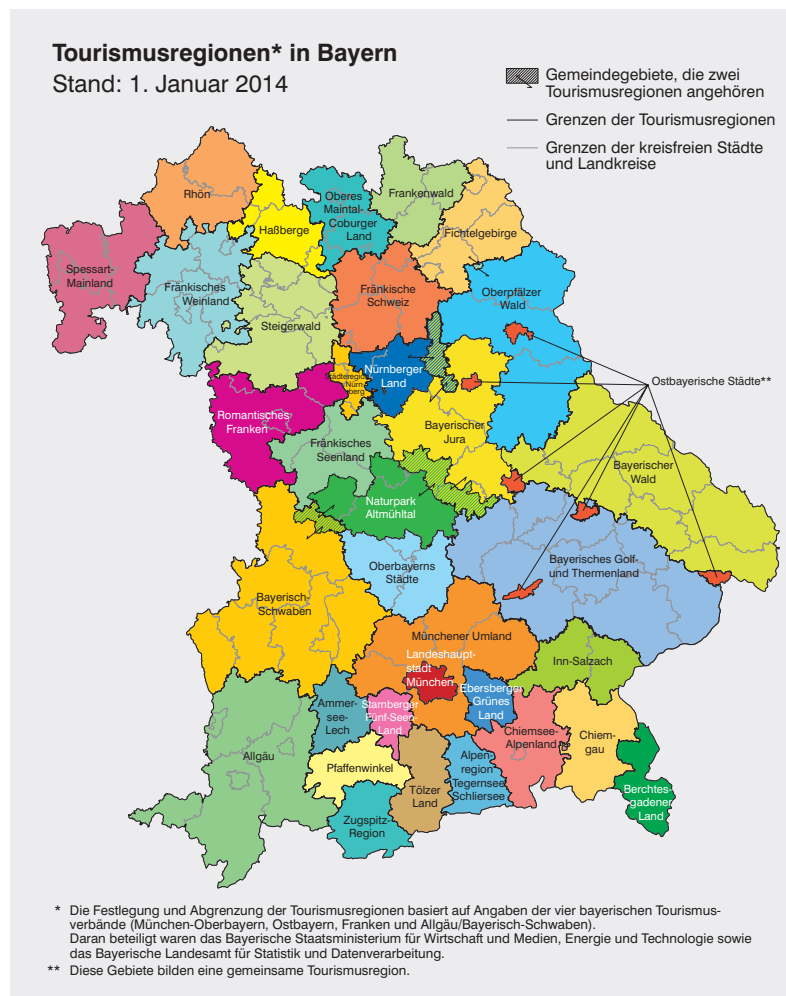 Tourismusregionen* in Bayern
Stand: 1. Januar 2014
Gemeindegebiete, die zwei
Tourismusregionen angehören
Grenzen der Tourismusregionen
Grenzen der kreisfreien Städte
und Landkreise
Rhön
Haßberge
Oberes
Maintal-
Coburger
Land
Frankenwald
Fichtelgebirge
Spessart-
Mainland
Fränkisches
Weinland
Steigerwald
Fränkische
Schweiz
Oberpfälzer
Wald
Nürnberger
Land
Städteregion
Nürn-
berg
Ostbayerische Städte**
Romantisches
Franken
Fränkisches
Seenland
Bayerischer
Jura
Bayerischer
Wald
Naturpark
Altmühltal
Oberbayerns
Städte
Bayerisches Golf-
und Thermenland
Bayerisch-
Schwaben
Münchener Umland
Landeshaupt-
stadt
München
Inn-Salzach
Ebersberger
Grünes
Land
Ammer-
see-
Lech
Starnberger
Fünf-Seen-
Land
Chiemsee-
Alpenland
Chiem-
gau
Allgäu
Pfaffenwinkel
Tölzer
Land
Alpen-
region
Tegernsee
Schliersee
Berchtes-
gadener
Land
Zugspitz-
Region
* Die Festlegung und Abgrenzung der Tourismusregionen basiert auf Angaben der vier bayerischen Tourismus-
verbände (München-Oberbayern, Ostbayern, Franken und Allgäu/Bayerisch-Schwaben).
Daran beteiligt waren das Bayerische Staatsministerium für Wirtschaft und Medien, Energie und Technologie sowie
das Bayerische Landesamt für Statistik und Datenverarbeitung.
** Diese Gebiete bilden eine gemeinsame Tourismusregion.